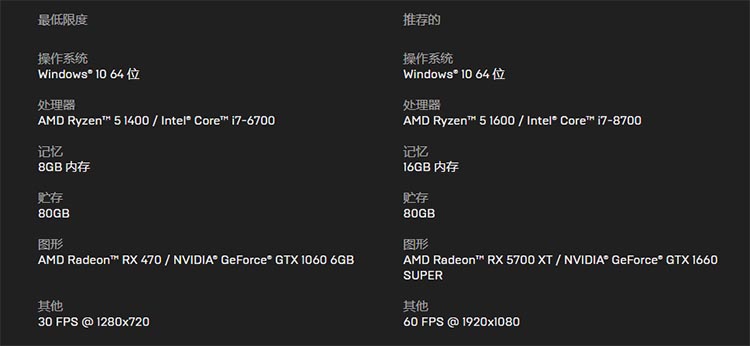 最低限度
操作系统
Windows® 10 64 位
处理器
AMD Ryzen™ 5 1400 / Intel® Core™ i7-6700
记忆
8GB 内存
贮存
80GB
图形
AMD Radeon™ RX 470 / NVIDIA® GeForce® GTX 1060 6GB
其他
30 FPS @ 1280x720
推荐的
操作系统
Windows® 10 64 位
处理器
AMD Ryzen™ 5 1600 / Intel® Core™ i7-8700
记忆
16GB 内存
贮存
80GB
图形
AMD Radeon™ RX 5700 XT / NVIDIA® GeForce® GTX 1660
SUPER
其他
60 FPS @ 1920x1080